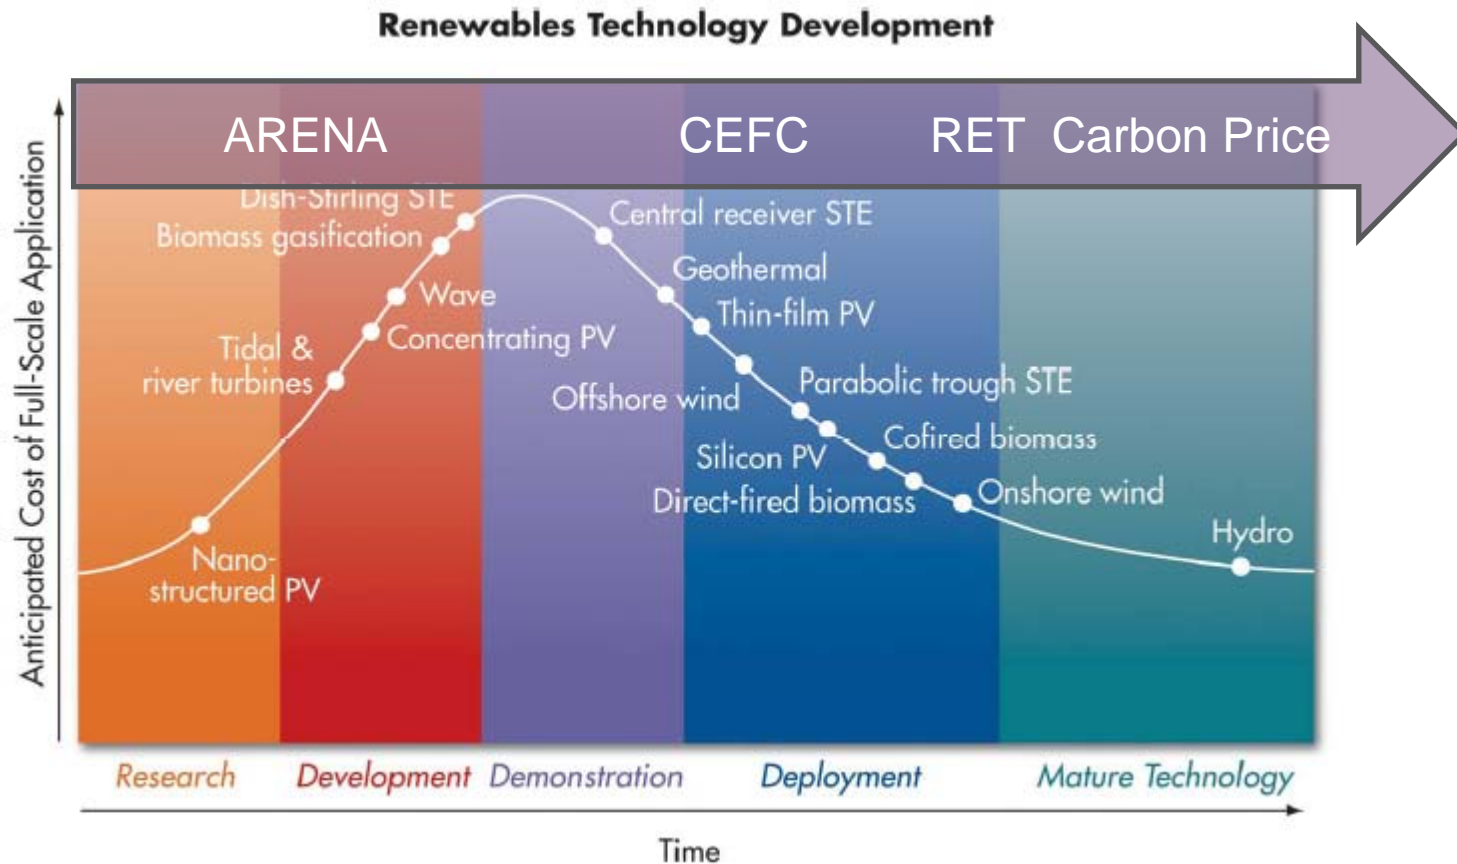 Renewables Technology Development
ARENA CEFC RET Carbon Price
Anticipated Cost of Full-Scale Application
Dish-Stirling STE
Biomass gasification
Wave
Concentrating PV
Tidal &
river turbines
Nano-
structured PV
Central receiver STE
Geothermal
Thin-film PV
Offshore wind
Parabolic trough STE
Silicon PV
Cofired biomass
Direct-fired biomass
Onshore wind
Hydro
Research Development Demonstration Deployment Mature Technology
Time